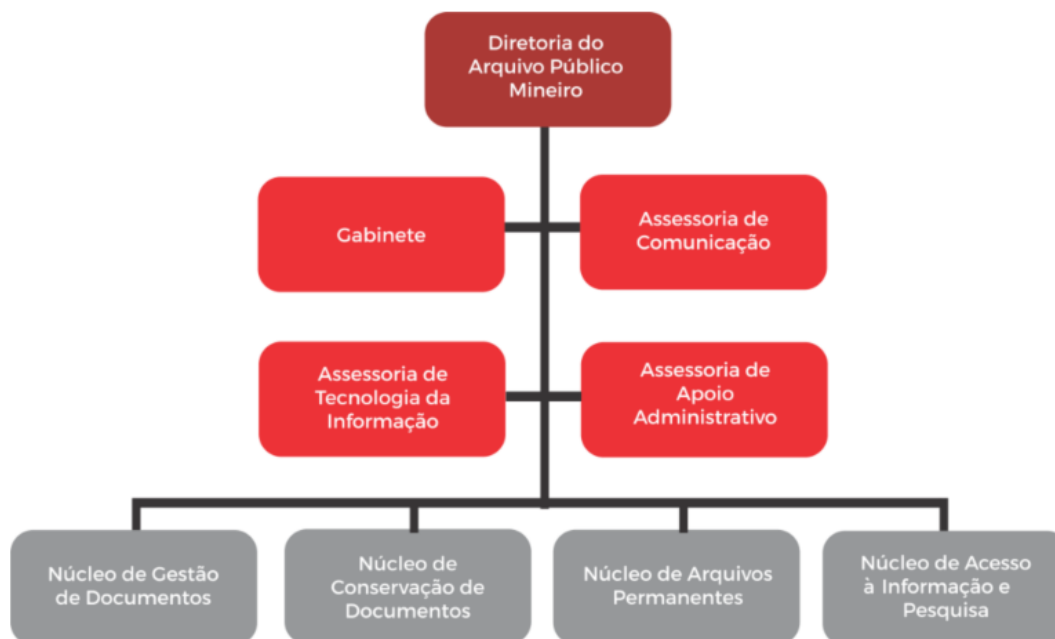 Diretoria do
Arquivo Público
Mineiro
Gabinete
Assessoria de
Comunicação
Assessoria de
Tecnologia da
Informação
Assessoria de
Apoio
Administrativo
Núcleo de Gestão
de Documentos
Núcleo de
Conservação de
Documentos
Núcleo de Arquivos
Permanentes
Núcleo de Acesso
à Informação e
Pesquisa